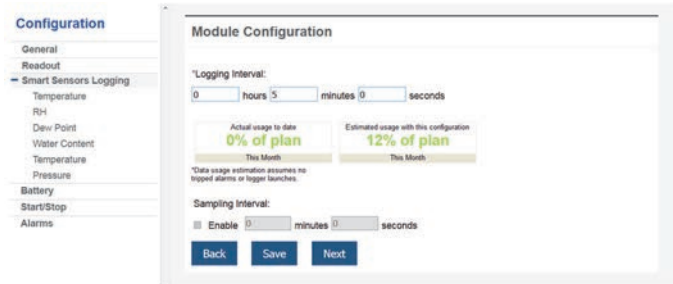 Configuration
General
Readout
Smart Sensors Logging
Temperature
RH
Dew Point
Water Content
Temperature
Pressure
Battery
Start/Stop
Alarms
Module Configuration
*Logging Interval:
0 hours 5 minutes 0 seconds
Actual usage to date
0% of plan
This Month
Estimated usage with this configuration
12% of plan
This Month
*Data usage estimation assumes no
tripped alarms or logger launches.
Sampling Interval:
Enable 0 minutes 0 seconds
Back Save Next